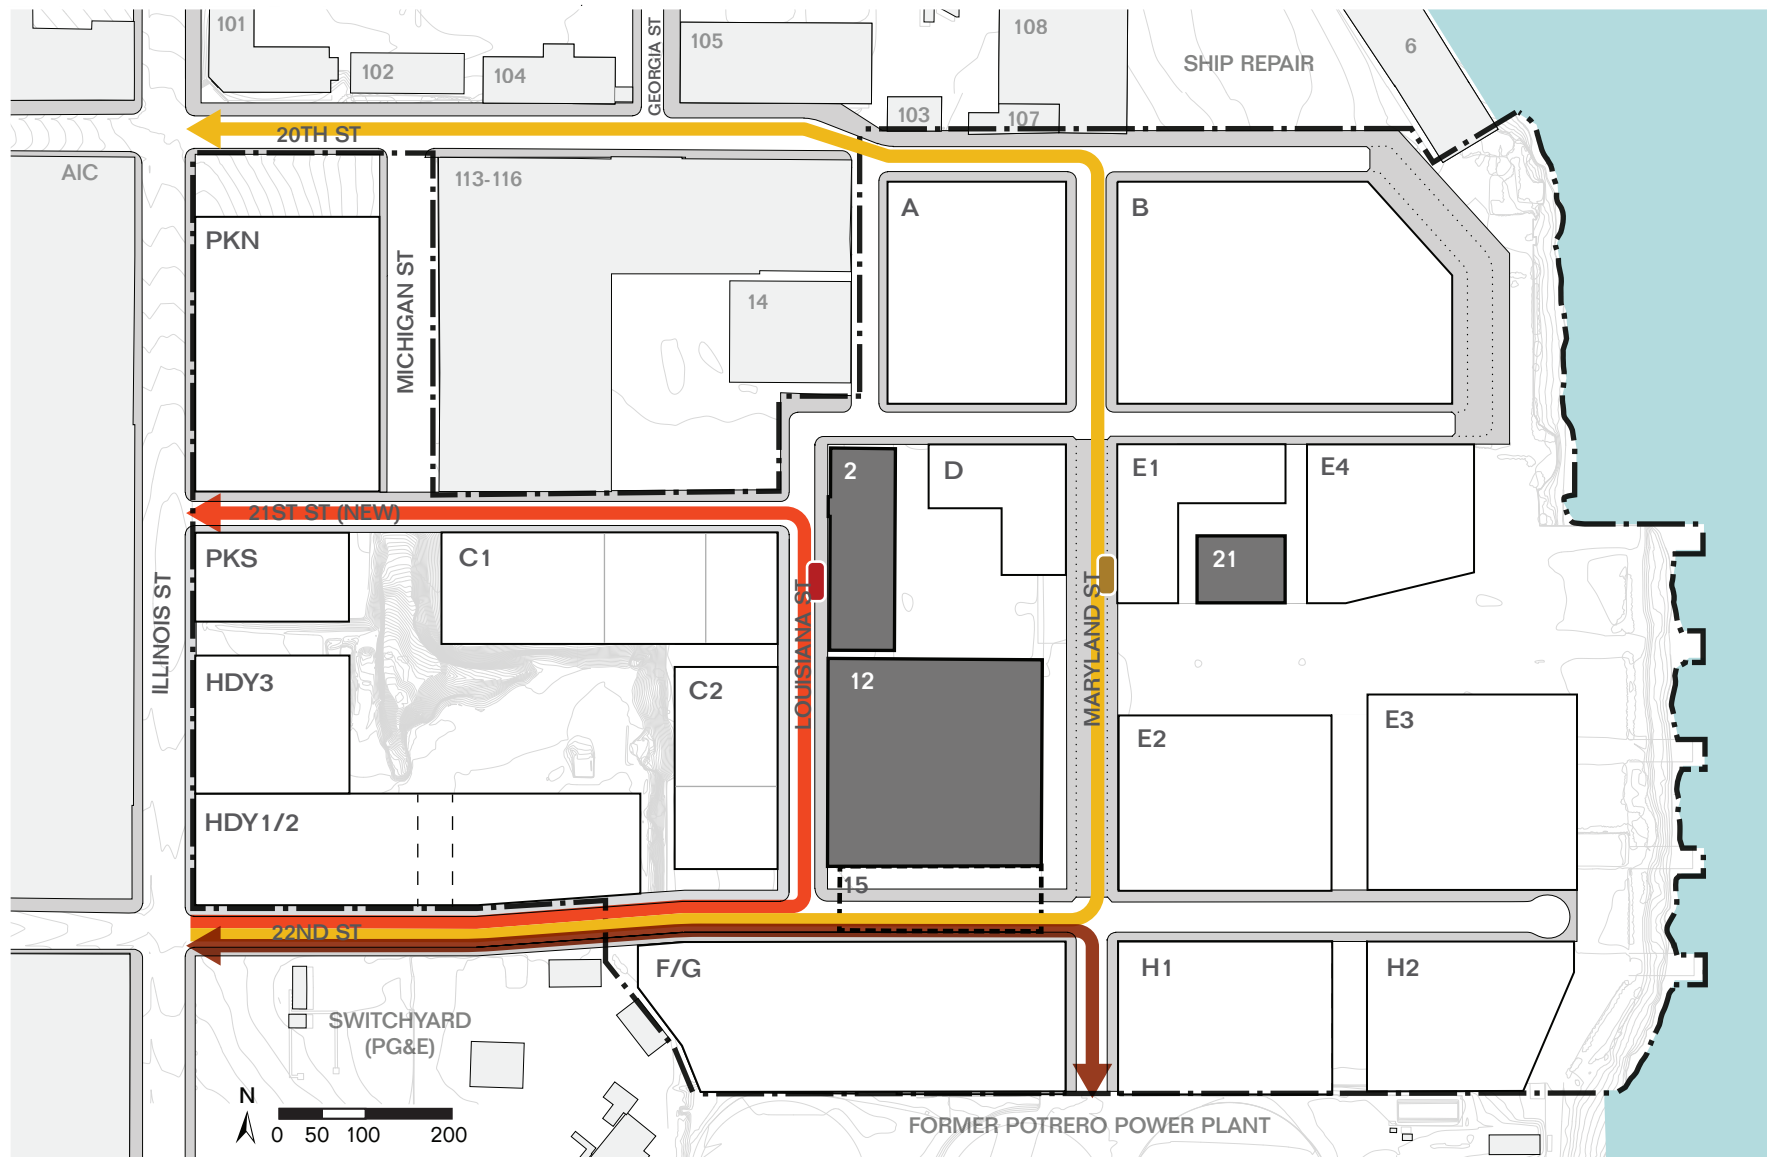 101
102
104
GEORGIA ST
105
108
SHIP REPAIR
6
103
107
20TH ST
AIC
113-116
A
B
PKN
MICHIGAN ST
14
2
D
E1
E4
21ST ST (NEW)
PKS
C1
21
ILLINOIS ST
LOUISIANA ST
MARYLAND ST
HDY3
C2
12
E2
E3
HDY1/2
15
22ND ST
F/G
H1
H2
SWITCHYARD
(PG&E)
N
0 50 100 200
FORMER POTRERO POWER PLANT